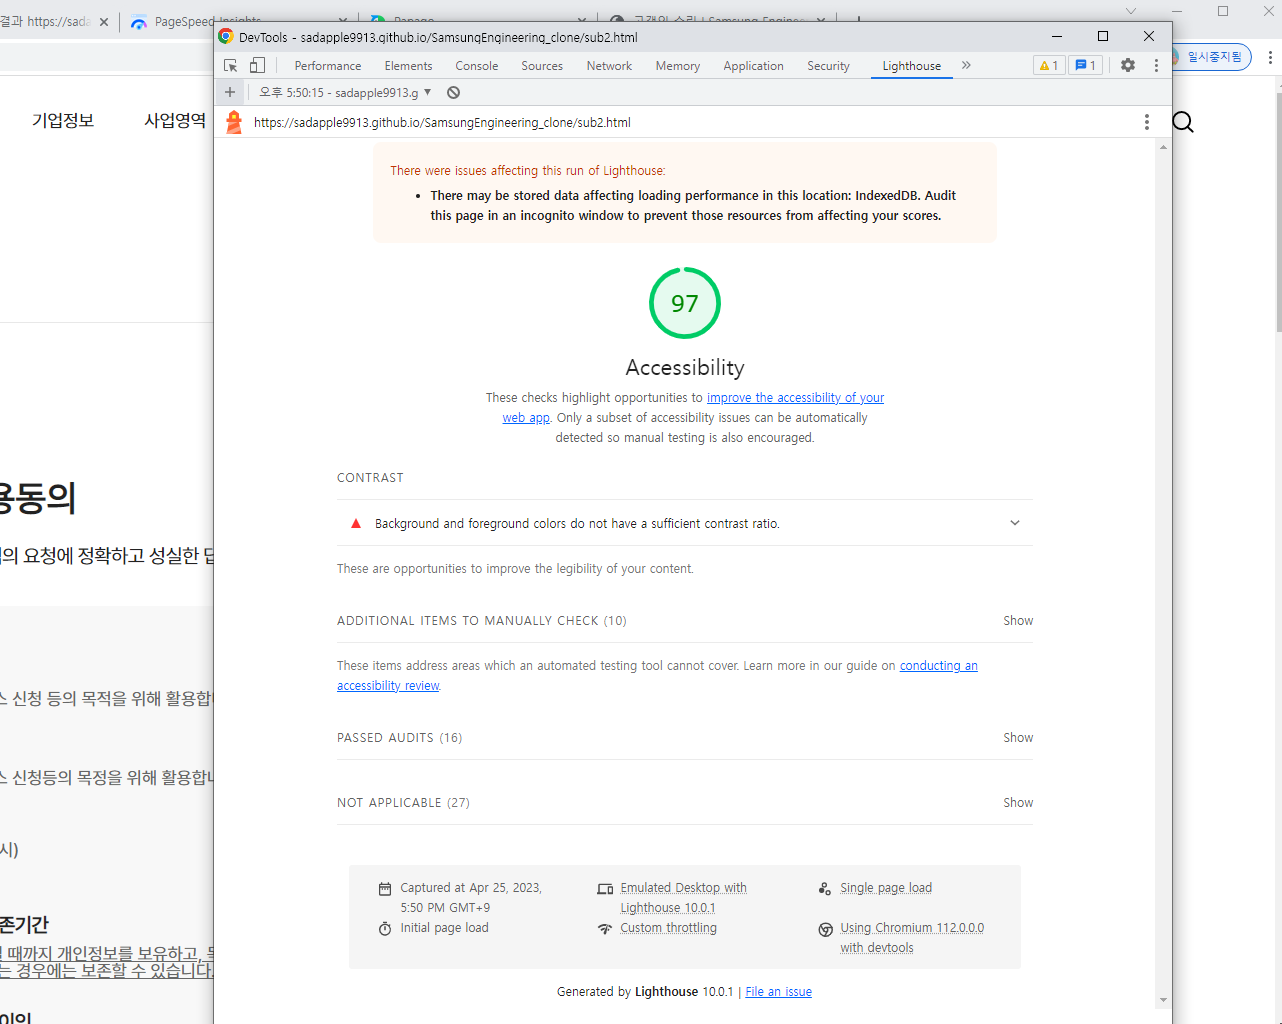 결과 https://sada
PageSpeed Insights
Papago
고객의 소리 | Samsung Engine
DevTools - sadapple9913.github.io/SamsungEngineering_clone/sub2.html
Performance Elements Console Sources Network Memory Application Security Lighthouse » 1 1
일시중지됨
+ 오후 5:50:15 - sadapple9913.g ▼
https://sadapple9913.github.io/SamsungEngineering_clone/sub2.html
기업정보 사업영역
There were issues affecting this run of Lighthouse:
• There may be stored data affecting loading performance in this location: IndexedDB. Audit
this page in an incognito window to prevent those resources from affecting your scores.
97
Accessibility
These checks highlight opportunities to improve the accessibility of your
web app. Only a subset of accessibility issues can be automatically
detected so manual testing is also encouraged.
CONTRAST
Background and foreground colors do not have a sufficient contrast ratio.
These are opportunities to improve the legibility of your content.
ADDITIONAL ITEMS TO MANUALLY CHECK (10) Show
These items address areas which an automated testing tool cannot cover. Learn more in our guide on conducting an
accessibility review.
PASSED AUDITS (16) Show
NOT APPLICABLE (27) Show
Captured at Apr 25, 2023,
5:50 PM GMT+9
Initial page load
Emulated Desktop with
Lighthouse 10.0.1
Custom throttling
Single page load
Using Chromium 112.0.0.0
with devtools
Generated by Lighthouse 10.0.1 | File an issue
용동의
의 요청에 정확하고 성실한 답
스 신청 등의 목적을 위해 활용합니
스 신청등의 목정을 위해 활용합니
시)
존기간
때까지 개인정보를 보유하고,
는 경우에는 보존할 수 있습니다.